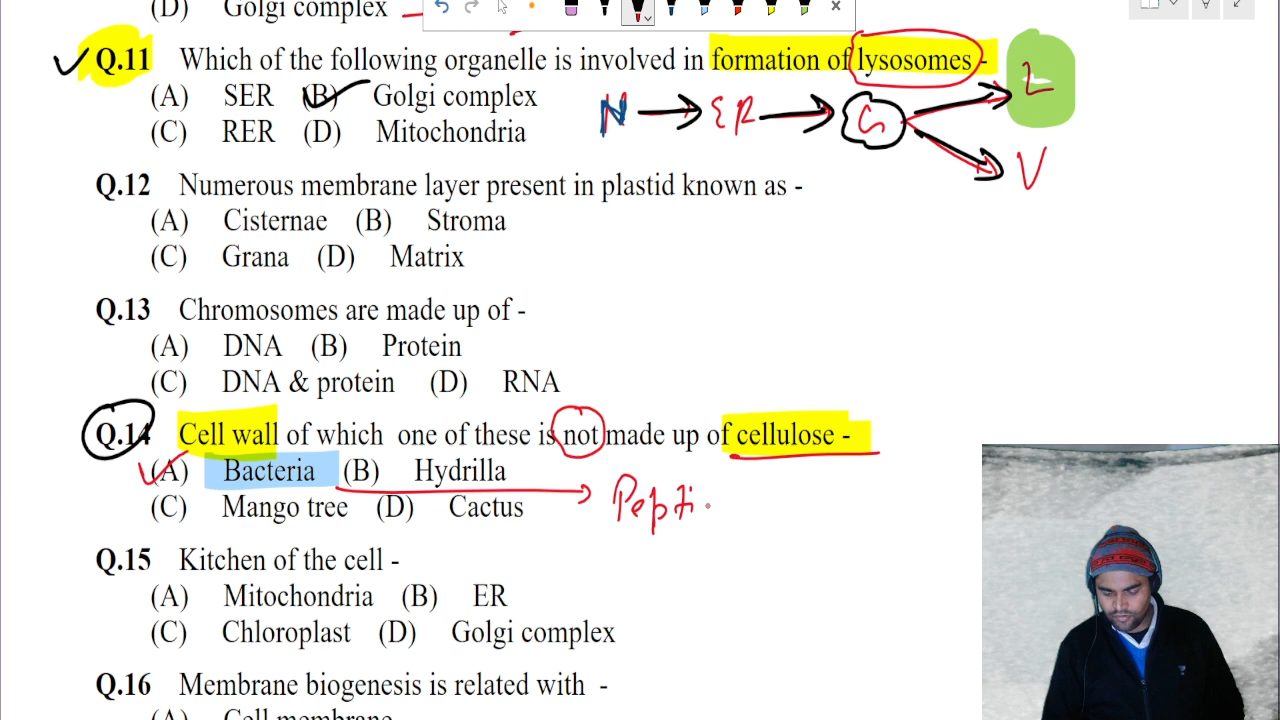 (D) Golgi complex
Q.11 Which of the following organelle is involved in formation of lysosomes -
(A) SER (B) Golgi complex
(C) RER (D) Mitochondria
N → ER → G
L
V
Q.12 Numerous membrane layer present in plastid known as -
(A) Cisternae (B) Stroma
(C) Grana (D) Matrix
Q.13 Chromosomes are made up of -
(A) DNA (B) Protein
(C) DNA & protein (D) RNA
Q.14 Cell wall of which one of these is not made up of cellulose -
(A) Bacteria (B) Hydrilla
(C) Mango tree (D) Cactus
Pepti
Q.15 Kitchen of the cell -
(A) Mitochondria (B) ER
(C) Chloroplast (D) Golgi complex
Q.16 Membrane biogenesis is related with -
(A) Cell membrane